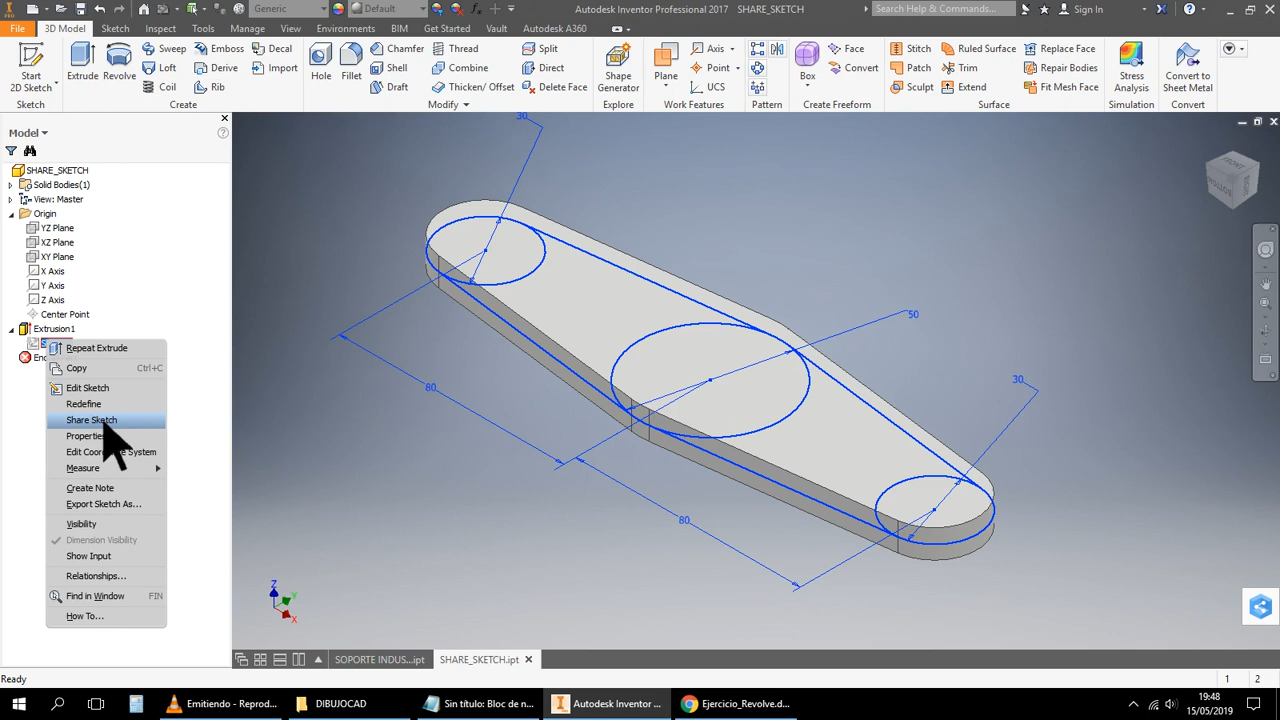 Generic
Default
Autodesk Inventor Professional 2017
SHARE_SKETCH
Search Help & Commands...
Sign In
File
3D Model
Sketch
Inspect
Tools
Manage
View
Environments
BIM
Get Started
Vault
Autodesk A360
Start
2D Sketch
Extrude
Revolve
Sweep
Loft
Coil
Emboss
Derive
Rib
Decal
Import
Hole
Fillet
Chamfer
Shell
Draft
Thread
Combine
Thicken/ Offset
Split
Direct
Delete Face
Shape
Generator
Plane
Axis
Point
UCS
Box
Face
Convert
Stitch
Patch
Sculpt
Ruled Surface
Trim
Extend
Replace Face
Repair Bodies
Fit Mesh Face
Stress
Analysis
Convert to
Sheet Metal
Sketch
Create
Modify
Explore
Work Features
Pattern
Create Freeform
Surface
Simulation
Convert
Model
SHARE_SKETCH
Solid Bodies(1)
View: Master
Origin
YZ Plane
XZ Plane
XY Plane
X Axis
Y Axis
Z Axis
Center Point
Extrusion1
Repeat Extrude
Copy Ctrl+C
Edit Sketch
Redefine
Share Sketch
Measure
Create Note
Export Sketch As...
Visibility
Dimension Visibility
Show Input
Relationships...
Find in Window FIN
How To...
30
50
30
80
80
FRONT
BOTTOM
Z
Y
X
SOPORTE INDUS...ipt
SHARE_SKETCH.ipt
Ready
1 2
Emitiendo - Reprod...
DIBUJOCAD
Sin título: Bloc de n...
Autodesk Inventor ...
Ejercicio_Revolve.d...
19:48
15/05/2019